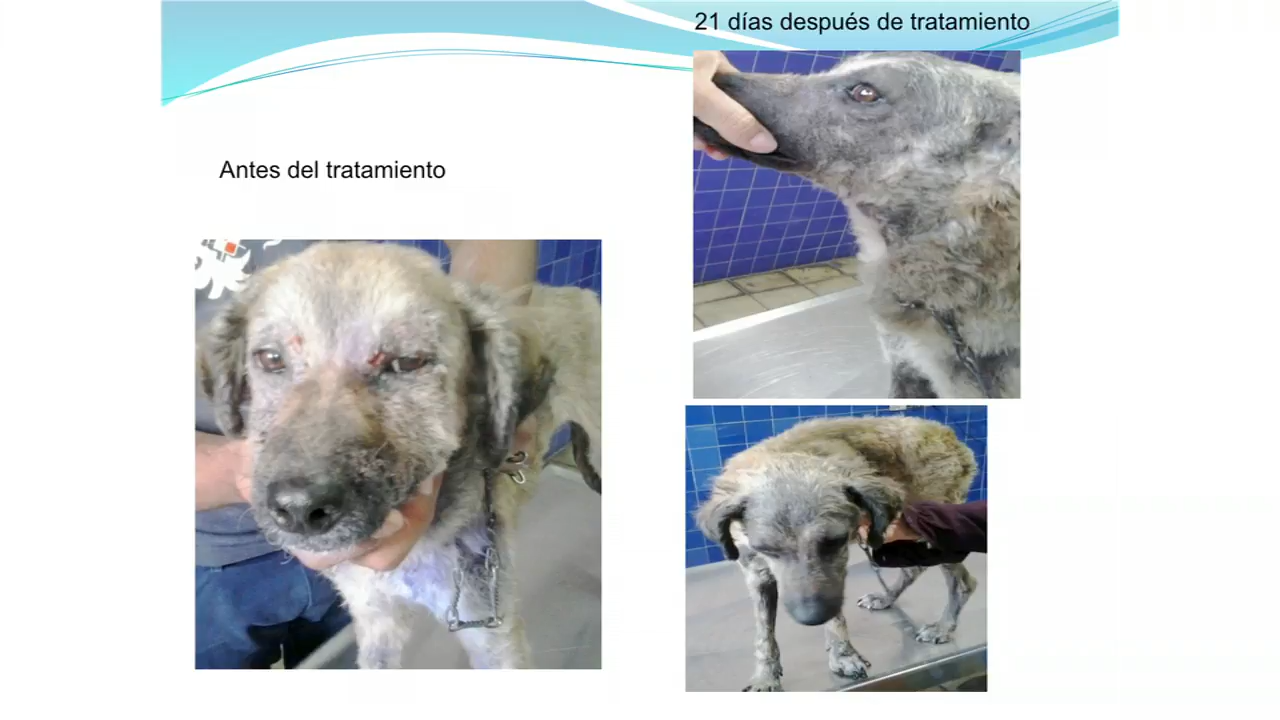 21 días después de tratamiento
Antes del tratamiento